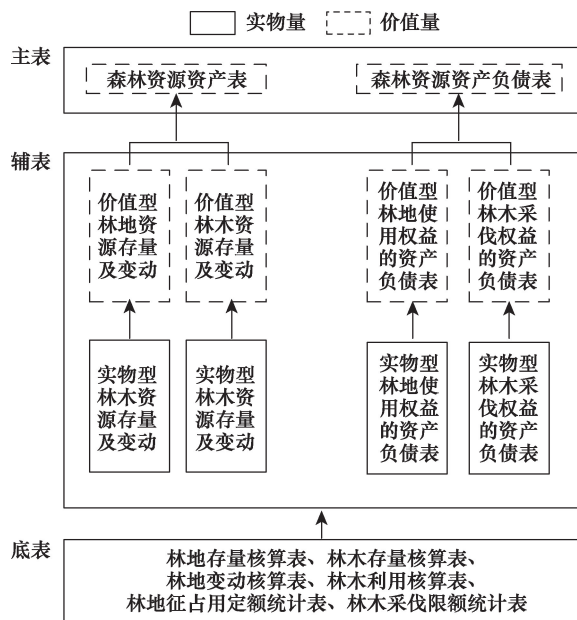 实物量 价值量
主表
森林资源资产表 森林资源资产负债表
辅表
价值型
林地资
源存量
及变动
价值型
林木资
源存量
及变动
价值型
林地使
用权益
的资产
负债表
价值型
林木采
伐权益
的资产
负债表
实物型
林木资
源存量
及变动
实物型
林木资
源存量
及变动
实物型
林地使
用权益
的资产
负债表
实物型
林木采
伐权益
的资产
负债表
底表
林地存量核算表、林木存量核算表、
林地变动核算表、林木利用核算表、
林地征占用定额统计表、林木采伐限额统计表